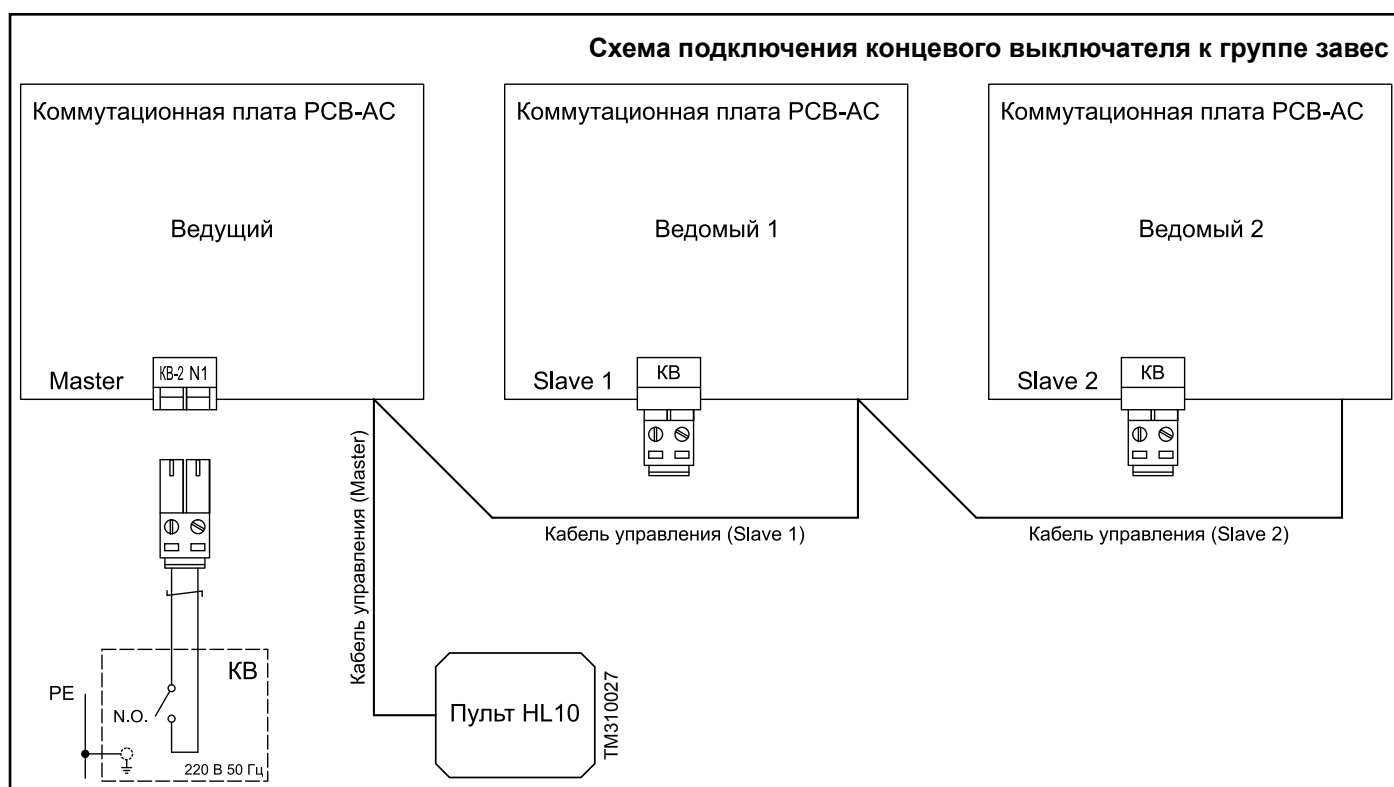 Схема подключения концевого выключателя к группе завес
Коммутационная плата PCB-AC
Ведущий
Master
КВ-2 N1
Коммутационная плата PCB-AC
Ведомый 1
Slave 1
КВ
Коммутационная плата PCB-AC
Ведомый 2
Slave 2
КВ
Кабель управления (Master)
Кабель управления (Slave 1)
Кабель управления (Slave 2)
КВ
PE
N.O.
220 В 50 Гц
Пульт HL10
TM310027